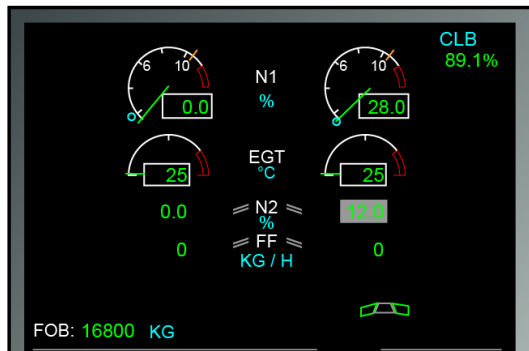 CLB
89.1%
6 10 N1 6 10
0.0 % 28.0
EGT
25 °C 25
0.0 N2 12.0
%
0 FF 0
KG / H
FOB: 16800 KG